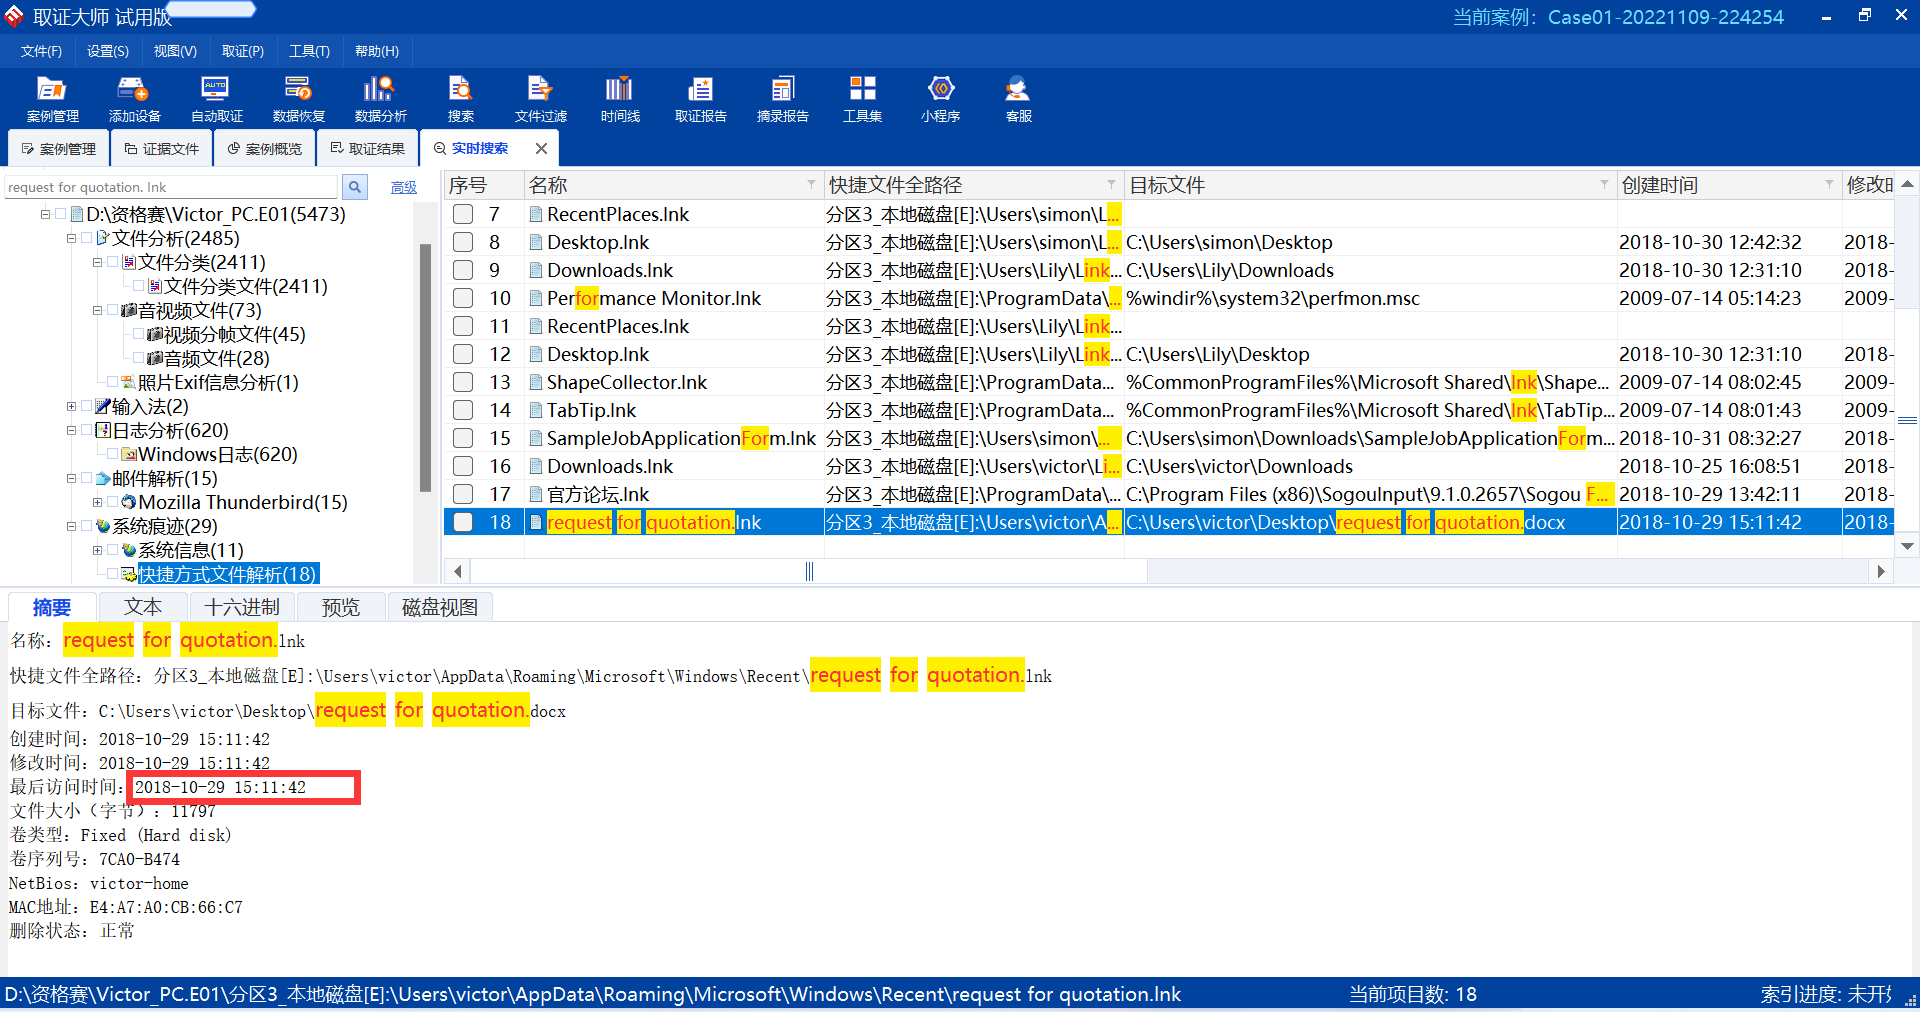 取证大师 试用版
当前案例： Case01-20221109-224254
文件(F) 设置(S) 视图(V) 取证(P) 工具(T) 帮助(H)
案例管理 添加设备 自动取证 数据恢复 数据分析 搜索 文件过滤 时间线 取证报告 摘录报告 工具集 小程序 客服
案例管理 证据文件 案例概览 取证结果 实时搜索
request for quotation. lnk 高级
D:\资格赛\Victor_PC.E01(5473)
文件分析(2485)
文件分类(2411)
文件分类文件(2411)
音视频文件(73)
视频分帧文件(45)
音频文件(28)
照片Exif信息分析(1)
输入法(2)
日志分析(620)
Windows日志(620)
邮件解析(15)
Mozilla Thunderbird(15)
系统痕迹(29)
系统信息(11)
快捷方式文件解析(18)
序号 名称 快捷文件全路径 目标文件 创建时间 修改时
7 RecentPlaces.lnk 分区3_本地磁盘[E]:\Users\simon\L...
8 Desktop.lnk 分区3_本地磁盘[E]:\Users\simon\L... C:\Users\simon\Desktop 2018-10-30 12:42:32 2018-
9 Downloads.lnk 分区3_本地磁盘[E]:\Users\Lily\Link... C:\Users\Lily\Downloads 2018-10-30 12:31:10 2018-
10 Performance Monitor.lnk 分区3_本地磁盘[E]:\ProgramData\... %windir%\system32\perfmon.msc 2009-07-14 05:14:23 2009-
11 RecentPlaces.lnk 分区3_本地磁盘[E]:\Users\Lily\Link...
12 Desktop.lnk 分区3_本地磁盘[E]:\Users\Lily\Link... C:\Users\Lily\Desktop 2018-10-30 12:31:10 2018-
13 ShapeCollector.lnk 分区3_本地磁盘[E]:\ProgramData... %CommonProgramFiles%\Microsoft Shared\Ink\Shape... 2009-07-14 08:02:45 2009-
14 TabTip.lnk 分区3_本地磁盘[E]:\ProgramData... %CommonProgramFiles%\Microsoft Shared\Ink\TabTip... 2009-07-14 08:01:43 2009-
15 SampleJobApplicationForm.lnk 分区3_本地磁盘[E]:\Users\simon\... C:\Users\simon\Downloads\SampleJobApplicationForm... 2018-10-31 08:32:27 2018-
16 Downloads.lnk 分区3_本地磁盘[E]:\Users\victor\Li... C:\Users\victor\Downloads 2018-10-25 16:08:51 2018-
17 官方论坛.lnk 分区3_本地磁盘[E]:\ProgramData\... C:\Program Files (x86)\SogouInput\9.1.0.2657\Sogou F... 2018-10-29 13:42:11 2018-
18 request for quotation.lnk 分区3_本地磁盘[E]:\Users\victor\A... C:\Users\victor\Desktop\request for quotation.docx 2018-10-29 15:11:42 2018-
摘要 文本 十六进制 预览 磁盘视图
名称：request for quotation.lnk
快捷文件全路径：分区3_本地磁盘[E]:\Users\victor\AppData\Roaming\Microsoft\Windows\Recent\request for quotation.lnk
目标文件：C:\Users\victor\Desktop\request for quotation.docx
创建时间：2018-10-29 15:11:42
修改时间：2018-10-29 15:11:42
最后访问时间：2018-10-29 15:11:42
文件大小（字节）：11797
卷类型：Fixed (Hard disk)
卷序列号：7CA0-B474
NetBios：victor-home
MAC地址：E4:A7:A0:CB:66:C7
删除状态：正常
D:\资格赛\Victor_PC.E01\分区3_本地磁盘[E]:\Users\victor\AppData\Roaming\Microsoft\Windows\Recent\request for quotation.lnk 当前项目数: 18 索引进度: 未开